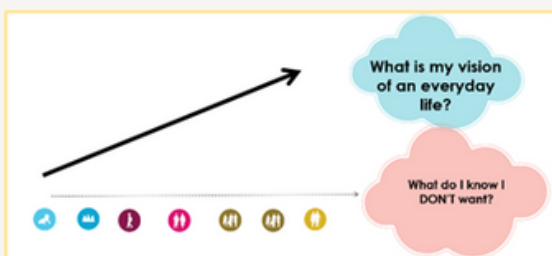 What is my vision
of an everyday
life?
What do I know I
DON'T want?